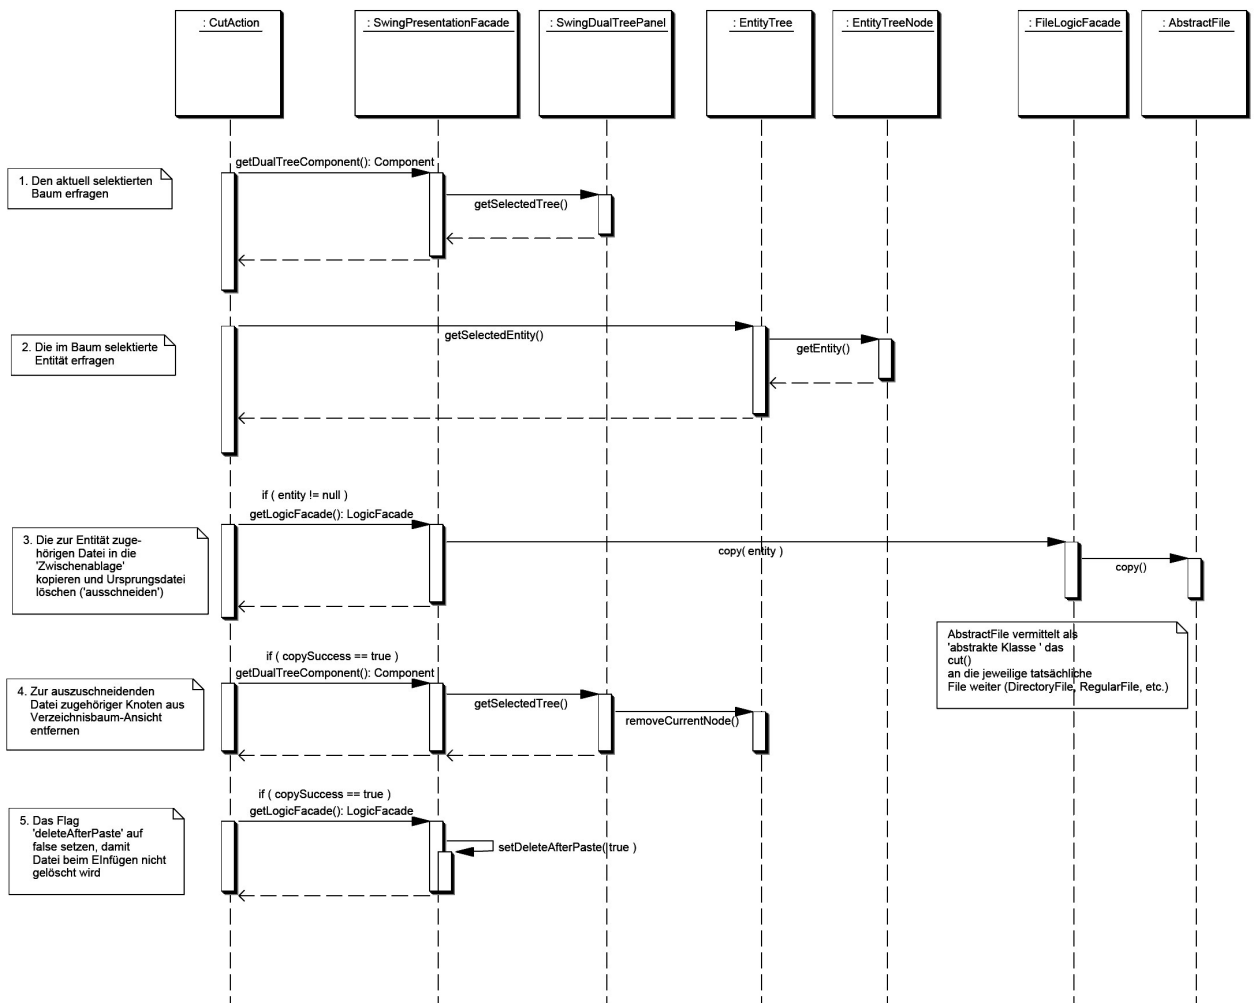 : CutAction
: SwingPresentationFacade
: SwingDualTreePanel
: EntityTree
: EntityTreeNode
: FileLogicFacade
: AbstractFile
1. Den aktuell selektierten
Baum erfragen
getDualTreeComponent(): Component
getSelectedTree()
2. Die im Baum selektierte
Entität erfragen
getSelectedEntity()
getEntity()
if ( entity != null )
getLogicFacade(): LogicFacade
3. Die zur Entität zuge-
hörigen Datei in die
'Zwischenablage'
kopieren und Ursprungsdatei
löschen ('ausschneiden')
copy( entity )
copy()
AbstractFile vermittelt als
'abstrakte Klasse ' das
cut()
an die jeweilige tatsächliche
File weiter (DirectoryFile, RegularFile, etc.)
if ( copySuccess == true )
getDualTreeComponent(): Component
4. Zur auszuschneidenden
Datei zugehöriger Knoten aus
Verzeichnisbaum-Ansicht
entfernen
getSelectedTree()
removeCurrentNode()
if ( copySuccess == true )
getLogicFacade(): LogicFacade
5. Das Flag
'deleteAfterPaste' auf
false setzen, damit
Datei beim EInfügen nicht
gelöscht wird
setDeleteAfterPaste( true )